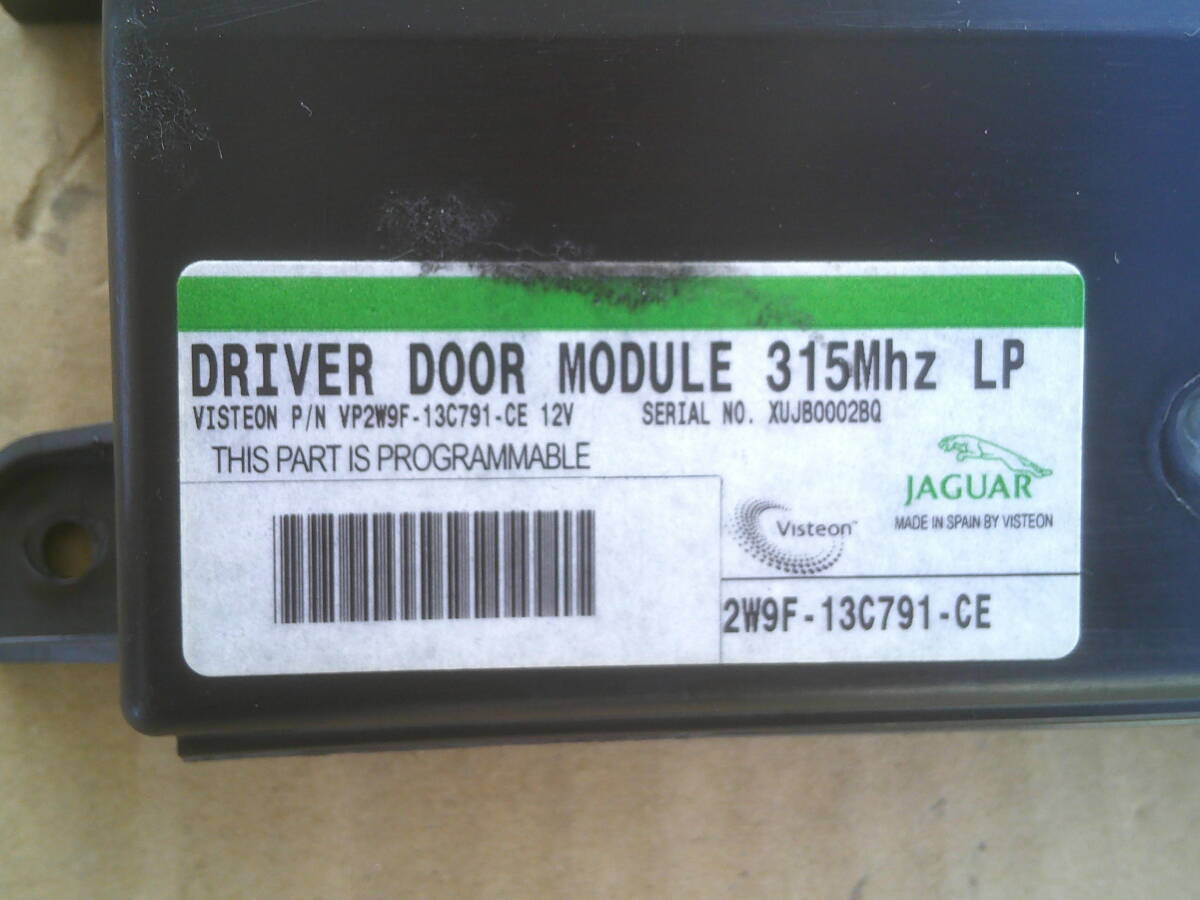 DRIVER DOOR MODULE 315Mhz LP
VISTEON P/N VP2W9F-13C791-CE 12V SERIAL NO. XUJB0002BQ
THIS PART IS PROGRAMMABLE
JAGUAR
Visteon™
MADE IN SPAIN BY VISTEON
2W9F-13C791-CE